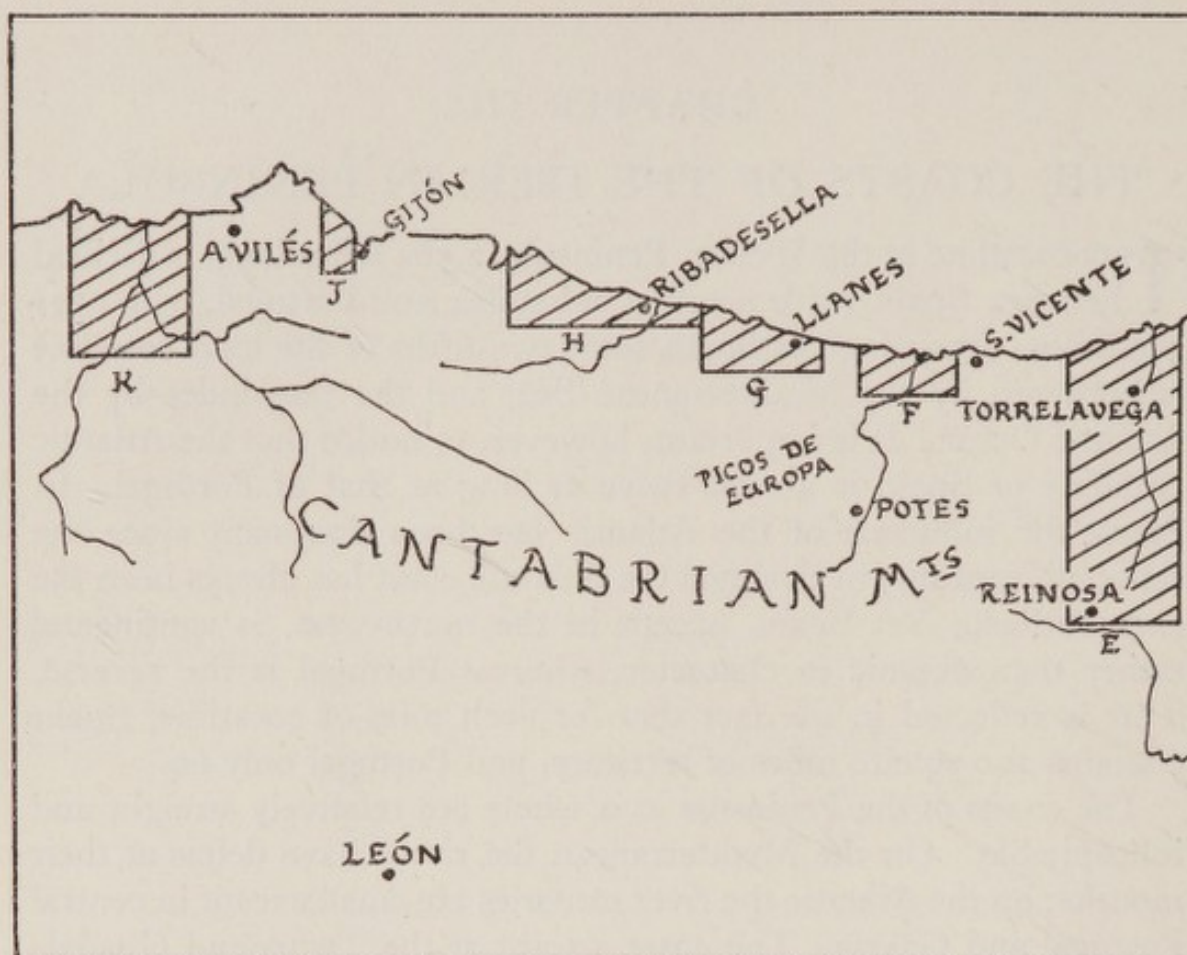 GIJÓN
AVILÉS
RIBADESELLA
J
LLANES
H
S. VICENTE
K
G
F
TORRELAVEGA
PICOS DE
EUROPA
POTES
CANTABRIAN MTS
REINOSA
E
LEÓN